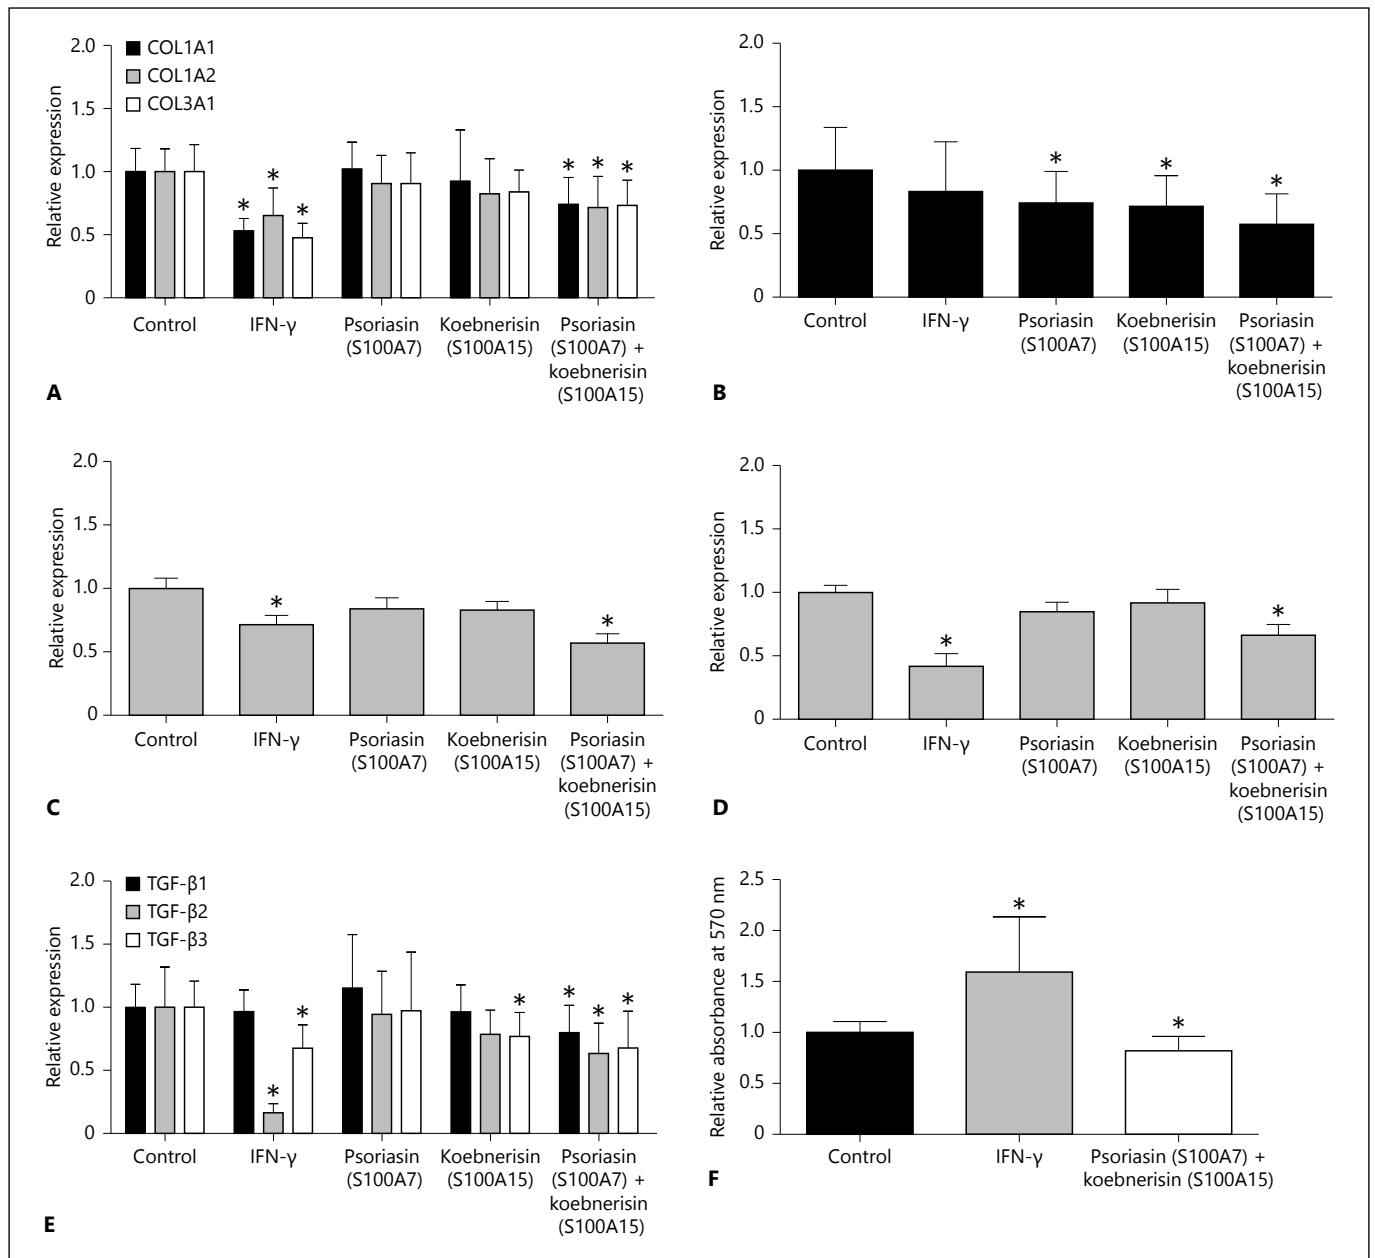 2.0
1.5
1.0
0.5
0
Relative expression
COL1A1
COL1A2
COL3A1
* * *
* * *
Control
IFN-γ
Psoriasin
(S100A7)
Koebnerisin
(S100A15)
Psoriasin
(S100A7) +
koebnerisin
(S100A15)
A
2.0
1.5
1.0
0.5
0
Relative expression
* * *
Control
IFN-γ
Psoriasin
(S100A7)
Koebnerisin
(S100A15)
Psoriasin
(S100A7) +
koebnerisin
(S100A15)
B
2.0
1.5
1.0
0.5
0
Relative expression
* *
Control
IFN-γ
Psoriasin
(S100A7)
Koebnerisin
(S100A15)
Psoriasin
(S100A7) +
koebnerisin
(S100A15)
C
2.0
1.5
1.0
0.5
0
Relative expression
* *
Control
IFN-γ
Psoriasin
(S100A7)
Koebnerisin
(S100A15)
Psoriasin
(S100A7) +
koebnerisin
(S100A15)
D
2.0
1.5
1.0
0.5
0
Relative expression
TGF-β1
TGF-β2
TGF-β3
* *
*
* * *
Control
IFN-γ
Psoriasin
(S100A7)
Koebnerisin
(S100A15)
Psoriasin
(S100A7) +
koebnerisin
(S100A15)
E
2.5
2.0
1.5
1.0
0.5
0
Relative absorbance at 570 nm
* *
Control
IFN-γ
Psoriasin (S100A7) +
koebnerisin (S100A15)
F